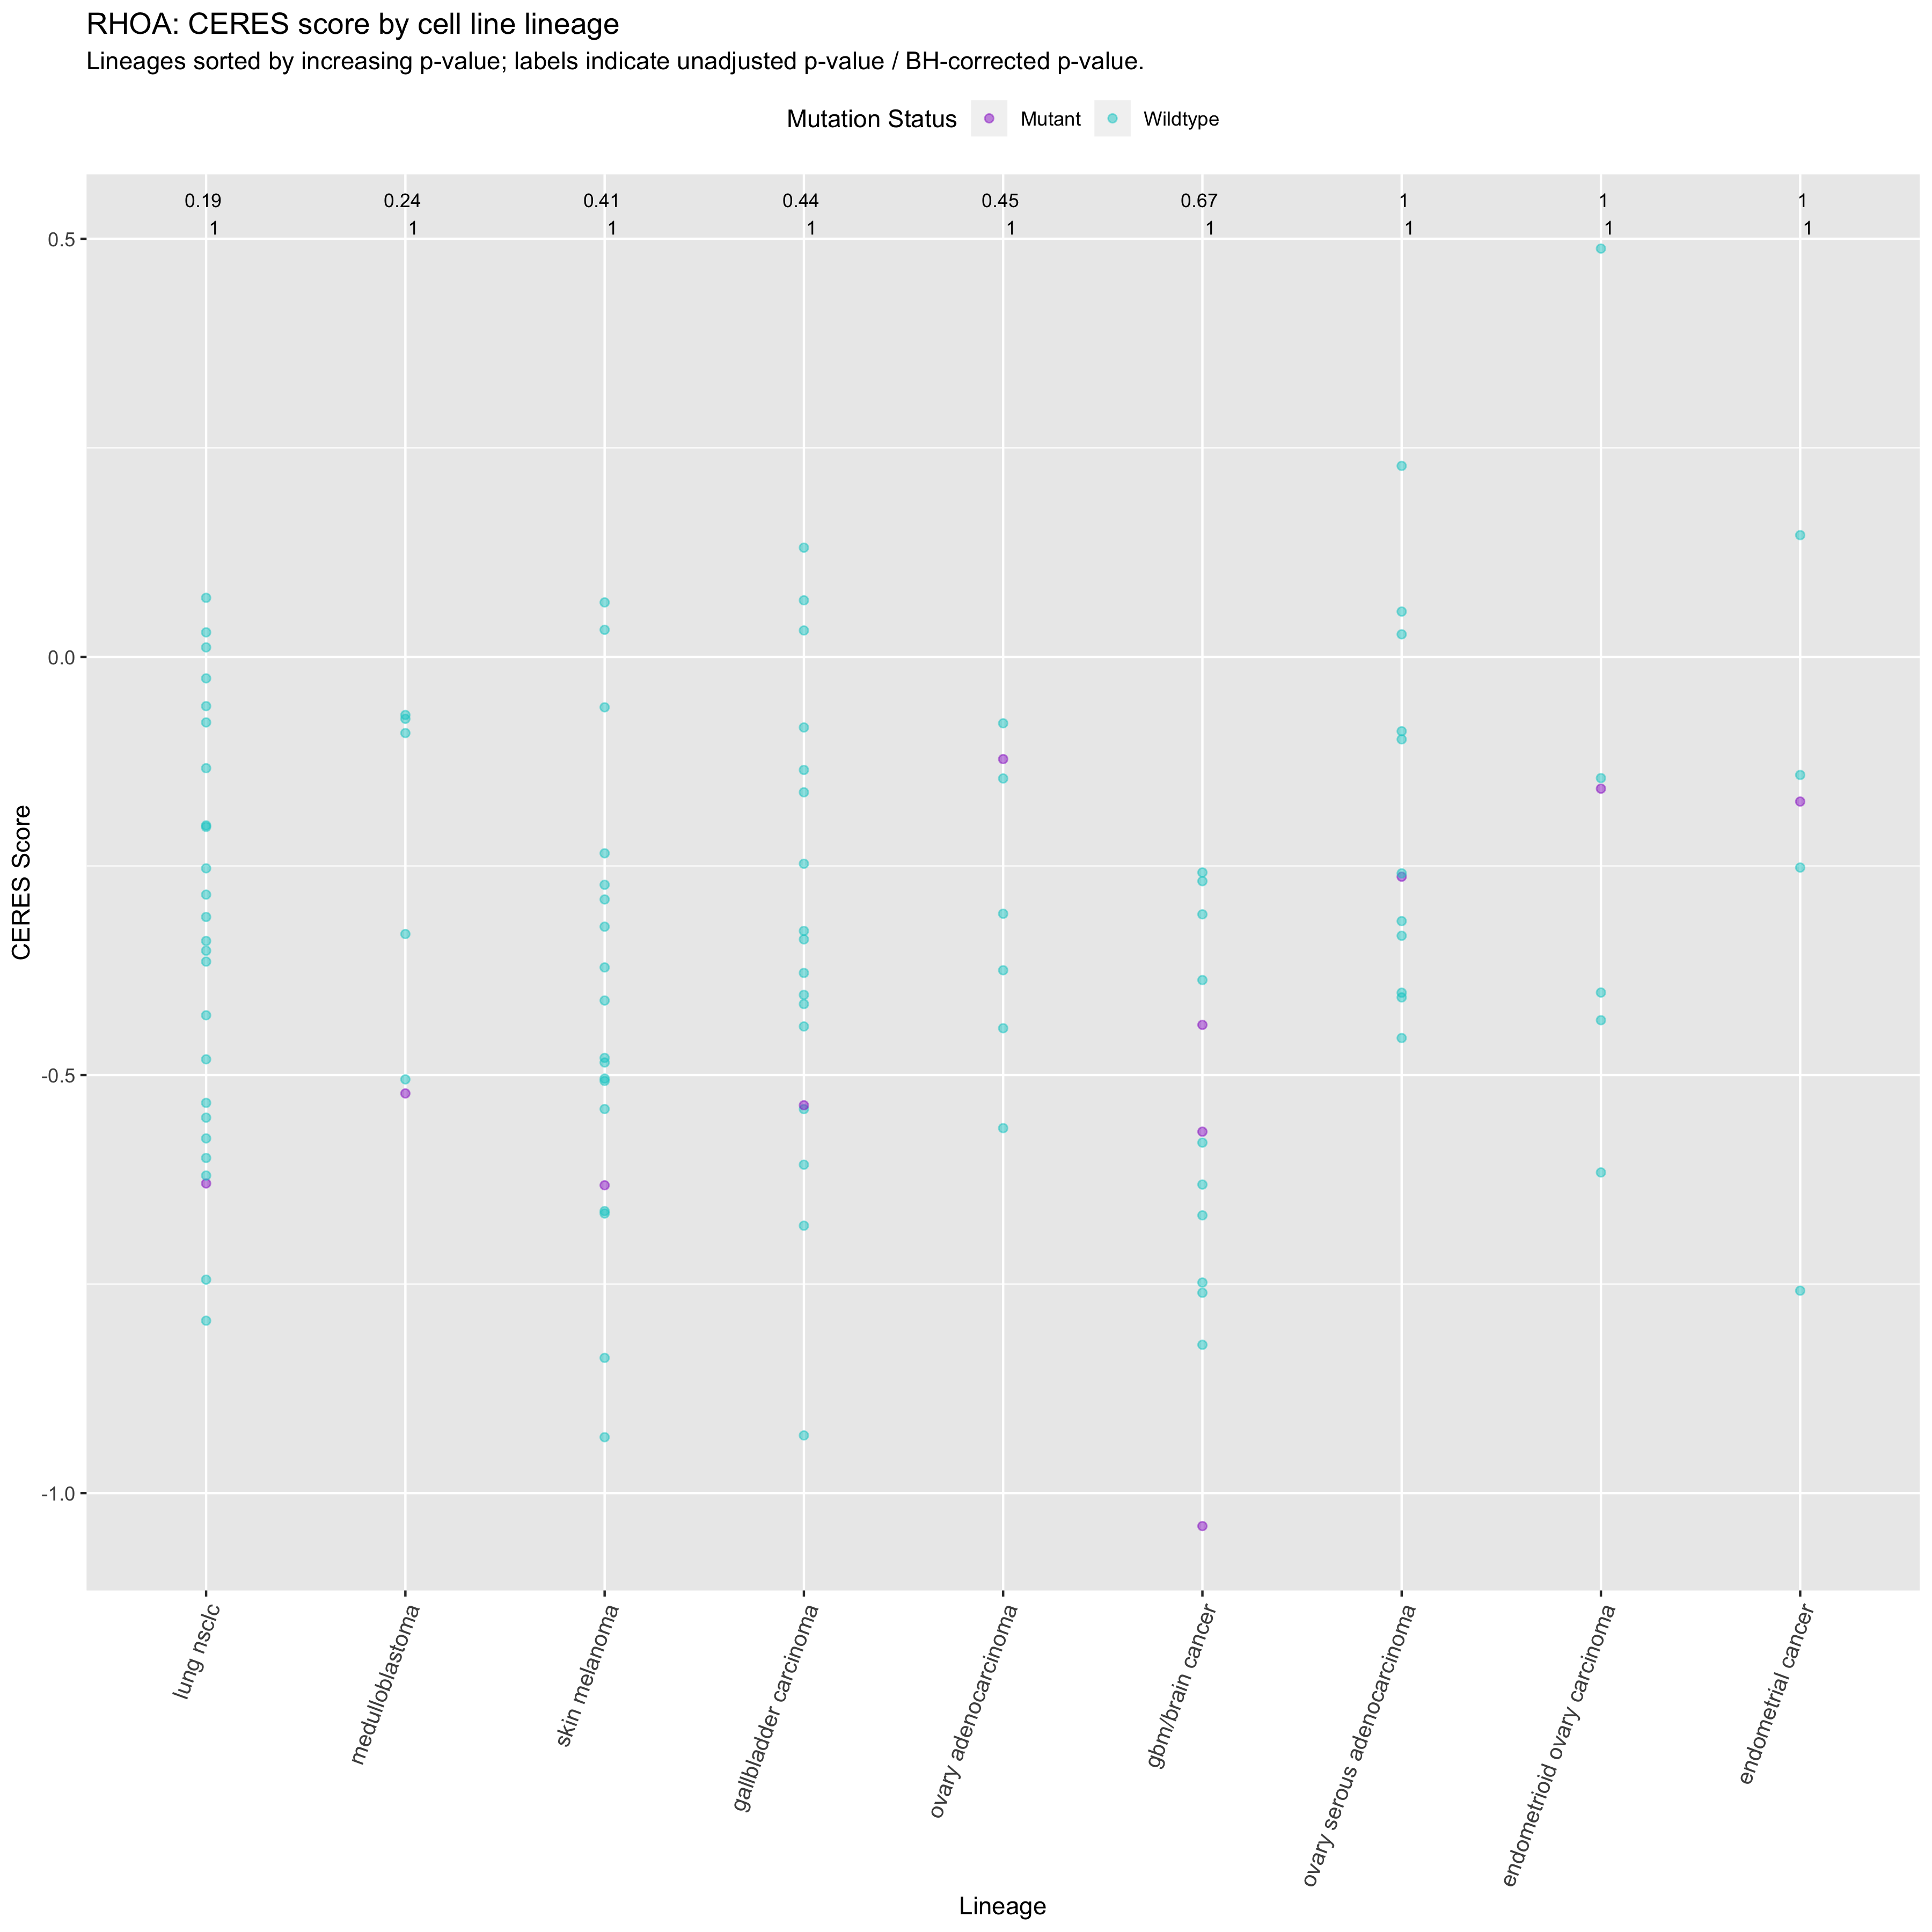 RHOA: CERES score by cell line lineage
Lineages sorted by increasing p-value; labels indicate unadjusted p-value / BH-corrected p-value.
Mutation Status Mutant Wildtype
0.19 0.24 0.41 0.44 0.45 0.67 1 1 1
1 1 1 1 1 1 1 1 1
0.5
0.0
-0.5
-1.0
CERES Score
lung nsclc
medulloblastoma
skin melanoma
gallbladder carcinoma
ovary adenocarcinoma
gbm/brain cancer
ovary serous adenocarcinoma
endometrioid ovary carcinoma
endometrial cancer
Lineage